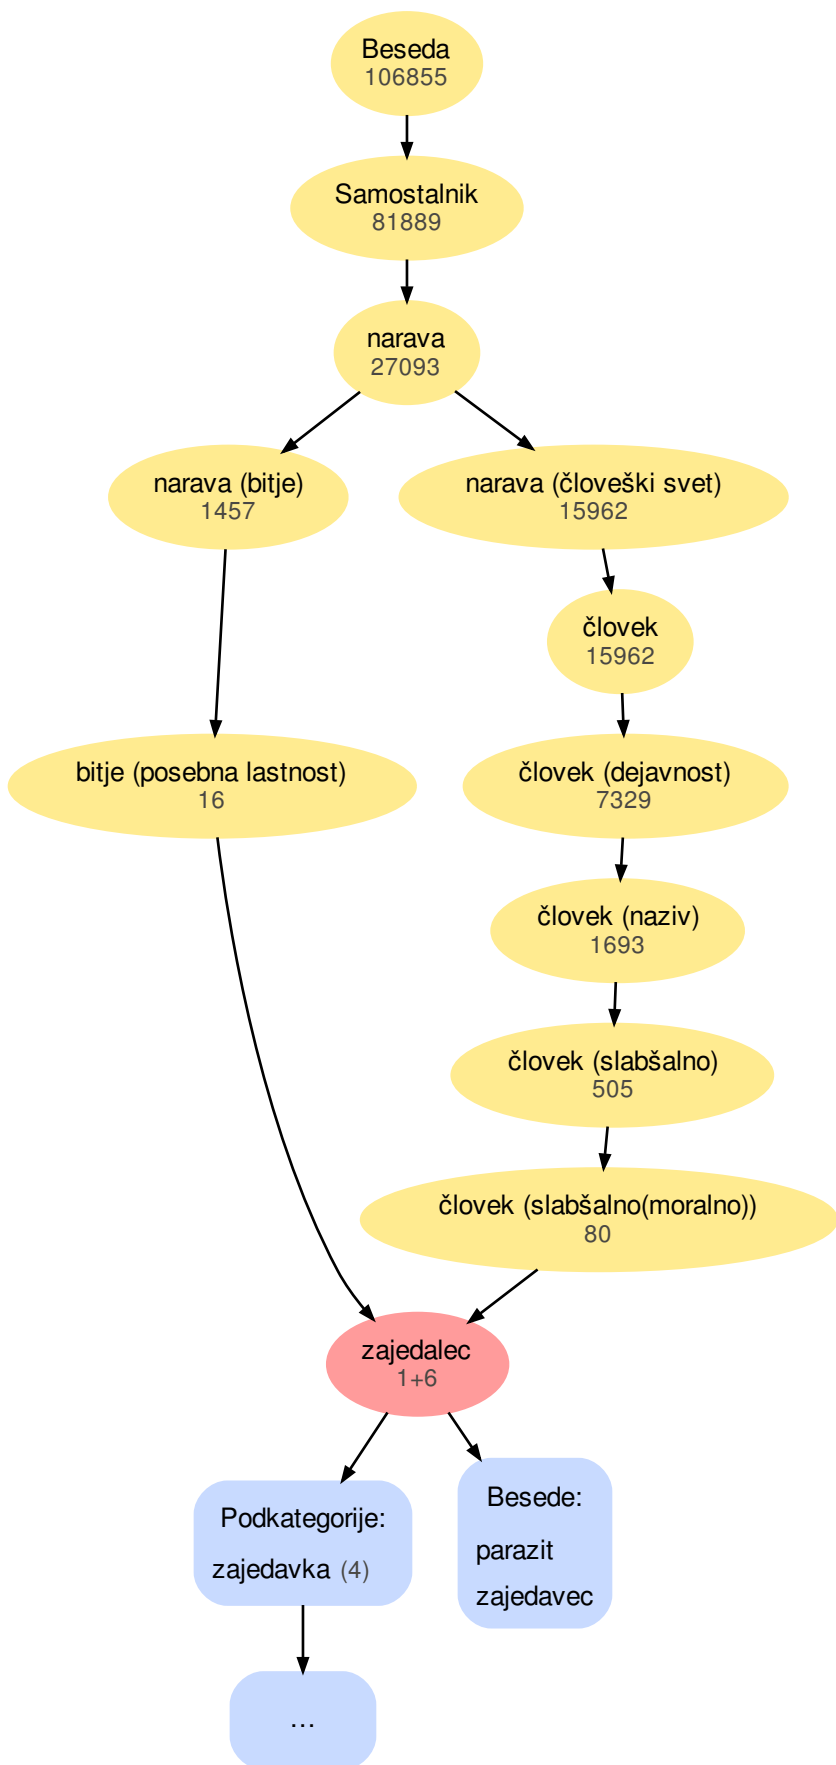 Beseda
106855
Samostalnik
81889
narava
27093
narava (bitje)
1457
narava (človeški svet)
15962
človek
15962
bitje (posebna lastnost)
16
človek (dejavnost)
7329
človek (naziv)
1693
človek (slabšalno)
505
človek (slabšalno(moralno))
80
zajedalec
1+6
Podkategorije:
zajedavka (4)
Besede:
parazit
zajedavec
...